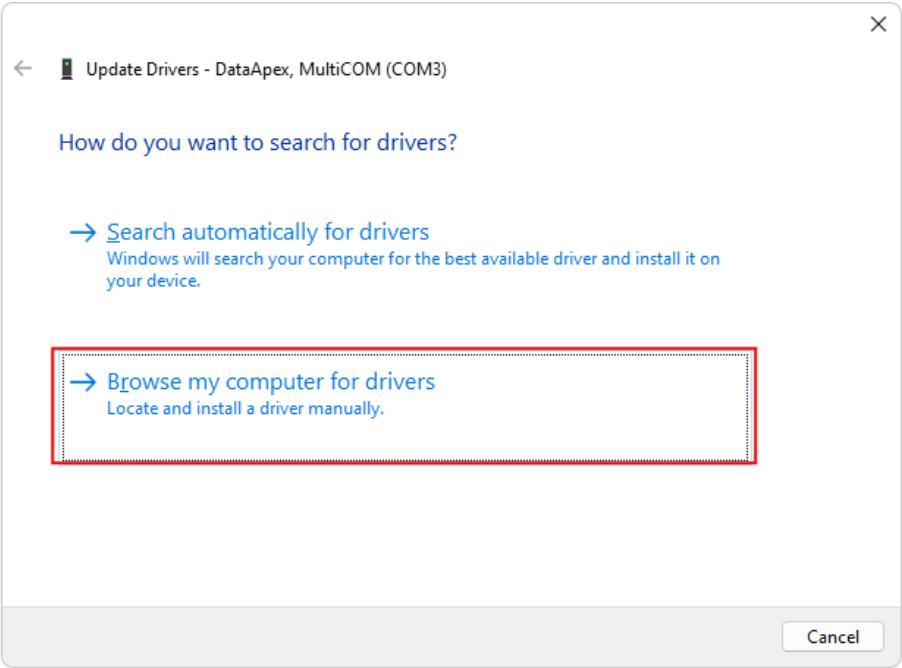 Update Drivers - DataApex, MultiCOM (COM3)
How do you want to search for drivers?
Search automatically for drivers
Windows will search your computer for the best available driver and install it on
your device.
Browse my computer for drivers
Locate and install a driver manually.
Cancel